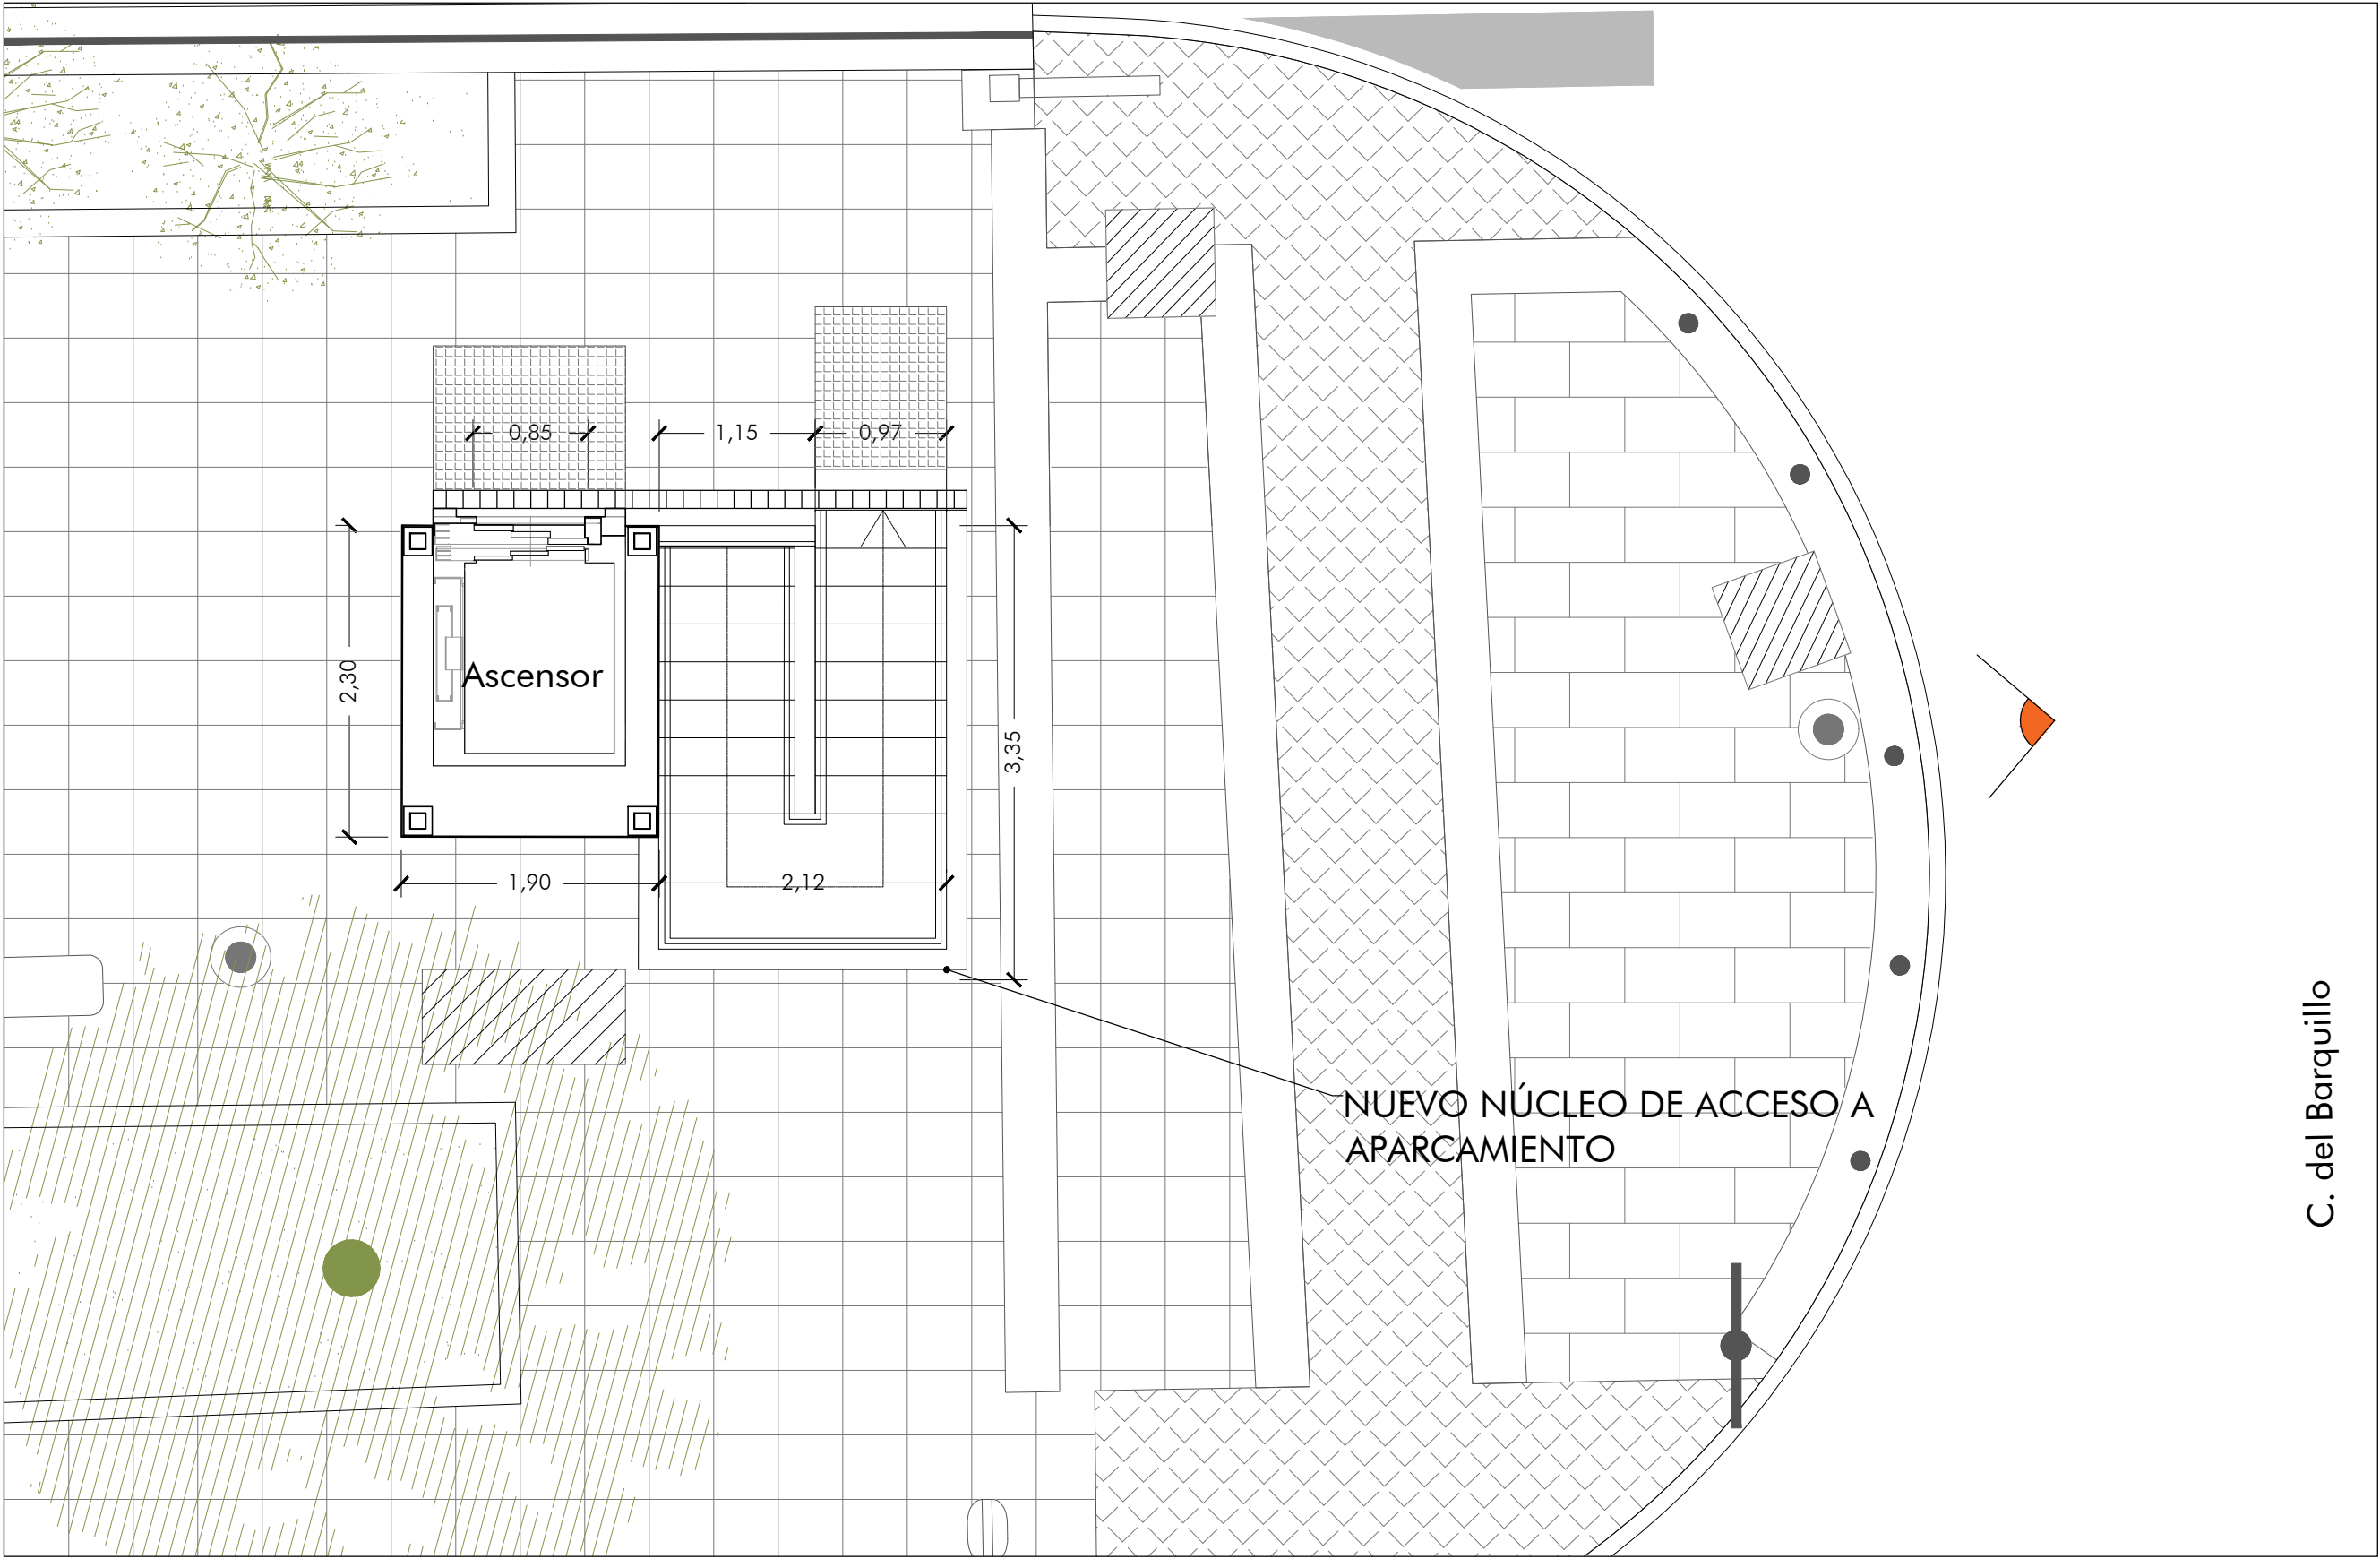 0,85
1,15
0,97
2,30
Ascensor
3,35
1,90
2,12
NUEVO NÚCLEO DE ACCESO A
APARCAMIENTO
C. del Barquillo